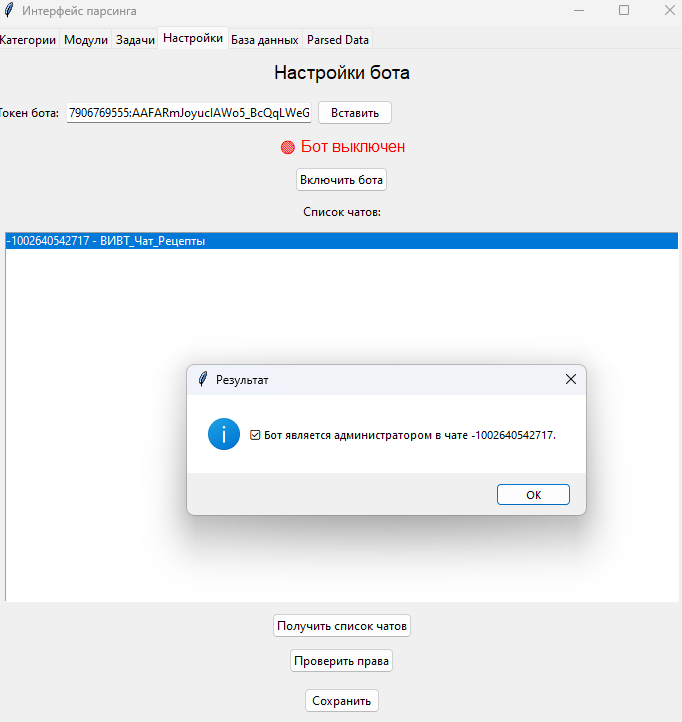 Интерфейс парсинга
Категории Модули Задачи Настройки База данных Parsed Data
Настройки бота
Токен бота: 7906769555:AAFARmJoyucIAWo5_BcQqLWeG Вставить
Бот выключен
Включить бота
Список чатов:
-1002640542717 - ВИВТ_Чат_Рецепты
Результат
Бот является администратором в чате -1002640542717.
OK
Получить список чатов
Проверить права
Сохранить